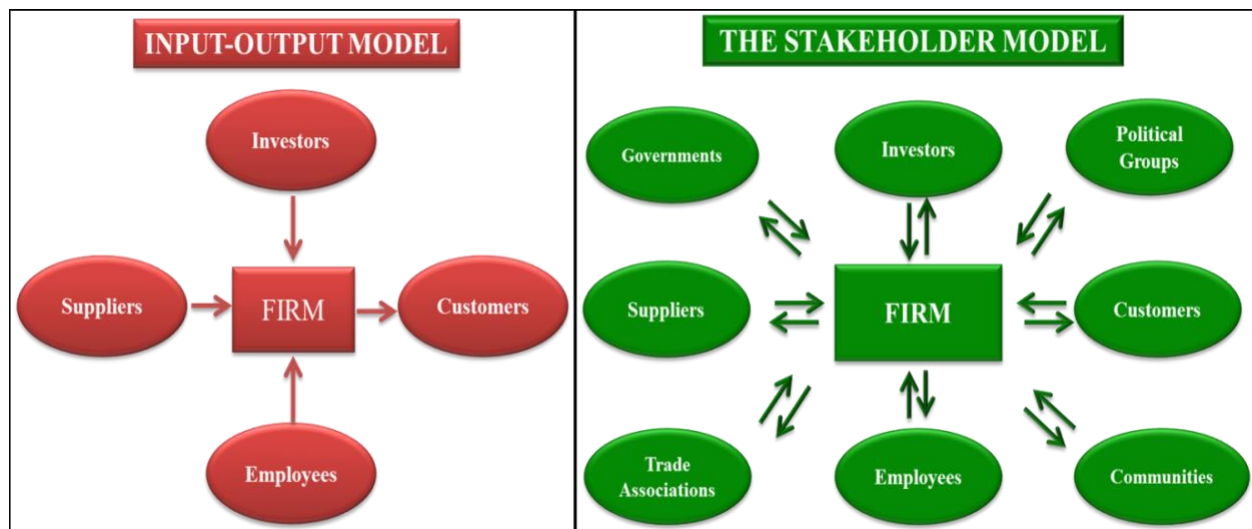 INPUT-OUTPUT MODEL
Investors
Suppliers
FIRM
Customers
Employees
THE STAKEHOLDER MODEL
Governments
Investors
Political
Groups
Suppliers
FIRM
Customers
Trade
Associations
Employees
Communities